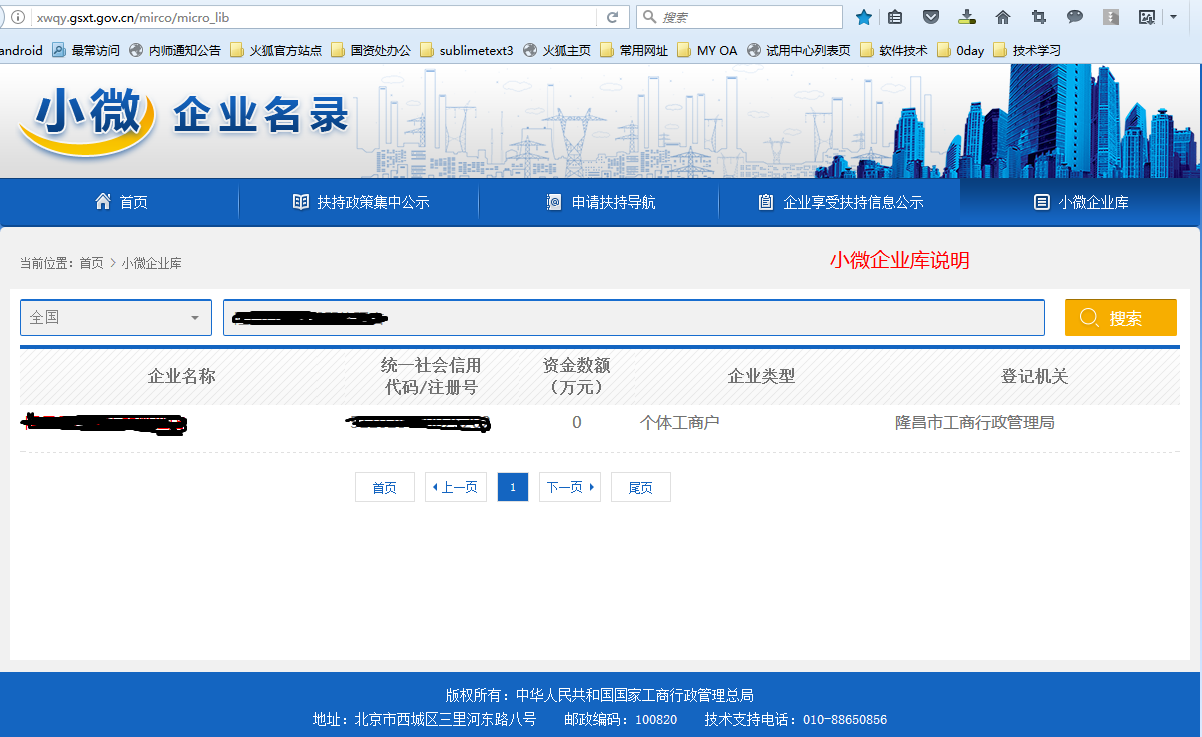 xwqy.gsxt.gov.cn/mirco/micro_lib
搜索
android 最常访问 内师通知公告 火狐官方站点 国资处办公 sublimetext3 火狐主页 常用网址 MY OA 试用中心列表页 软件技术 0day 技术学习
小微 企业名录
首页 扶持政策集中公示 申请扶持导航 企业享受扶持信息公示 小微企业库
当前位置：首页 > 小微企业库
小微企业库说明
全国
搜索
企业名称 统一社会信用代码/注册号 资金数额（万元） 企业类型 登记机关
0 个体工商户 隆昌市工商行政管理局
首页 上一页 1 下一页 尾页
版权所有：中华人民共和国国家工商行政管理总局
地址：北京市西城区三里河东路八号 邮政编码：100820 技术支持电话：010-88650856